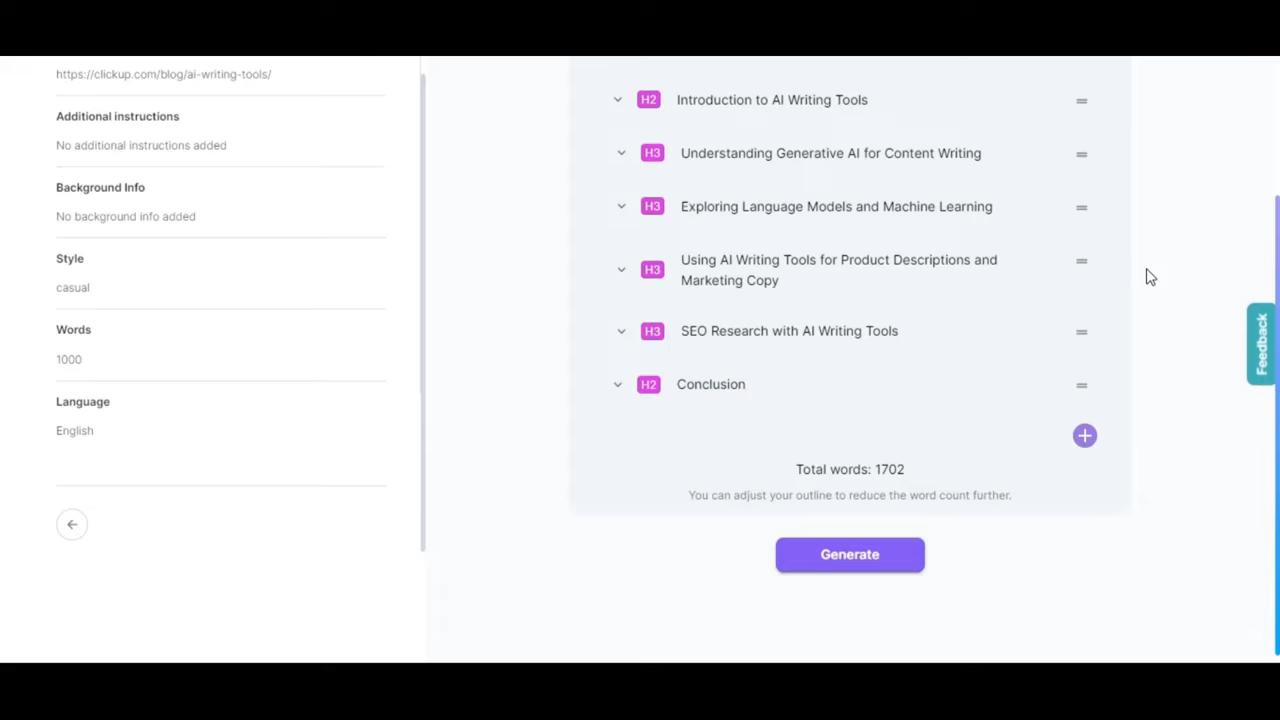 https://clickup.com/blog/ai-writing-tools/
Additional instructions
No additional instructions added
Background Info
No background info added
Style
casual
Words
1000
Language
English
H2 Introduction to AI Writing Tools
H3 Understanding Generative AI for Content Writing
H3 Exploring Language Models and Machine Learning
H3 Using AI Writing Tools for Product Descriptions and
Marketing Copy
H3 SEO Research with AI Writing Tools
H2 Conclusion
Total words: 1702
You can adjust your outline to reduce the word count further.
Generate
Feedback